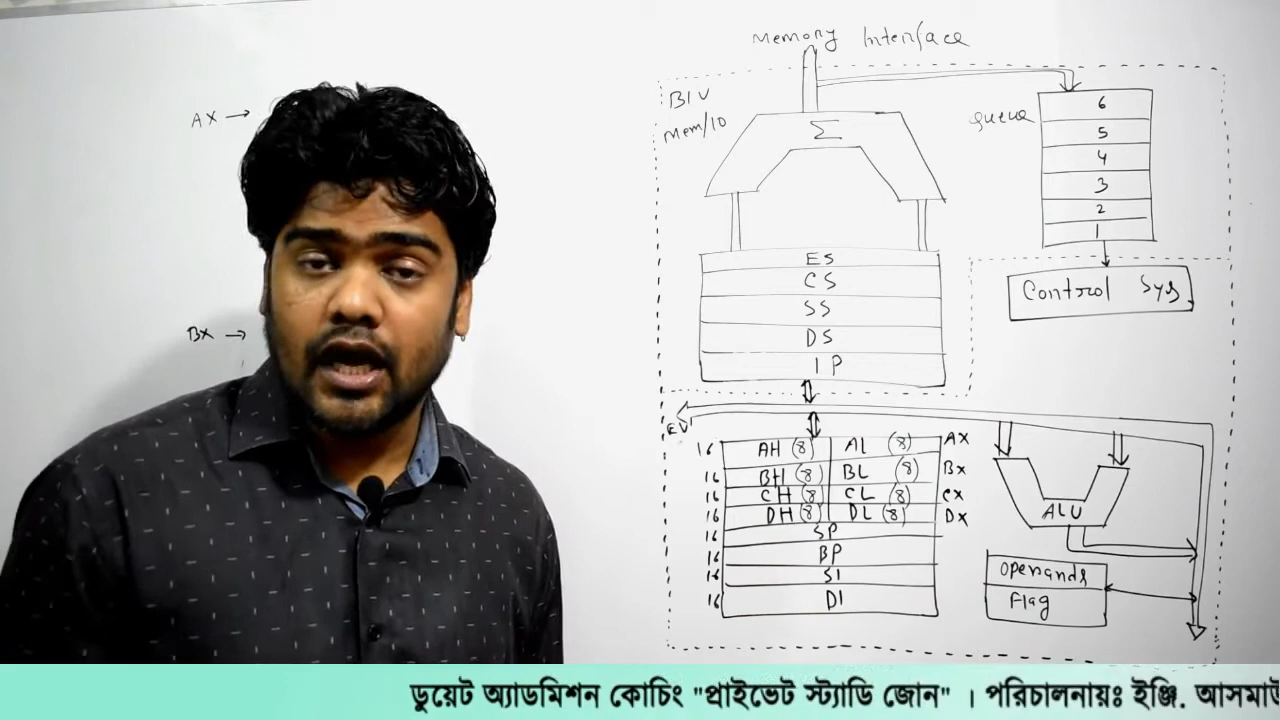 Memory Interface
AX →
BX →
BIU
Mem/IO
Σ
queue
6
5
4
3
2
1
ES
CS
SS
DS
IP
Control Sys
EU
16 AH (8) AL (8) AX
16 BH (8) BL (8) BX
16 CH (8) CL (8) CX
16 DH (8) DL (8) DX
16 SP
16 BP
16 SI
16 DI
ALU
operands
Flag
ডুয়েট অ্যাডমিশন কোচিং "প্রাইভেট স্ট্যাডি জোন" । পরিচালনায়ঃ ইঞ্জি.